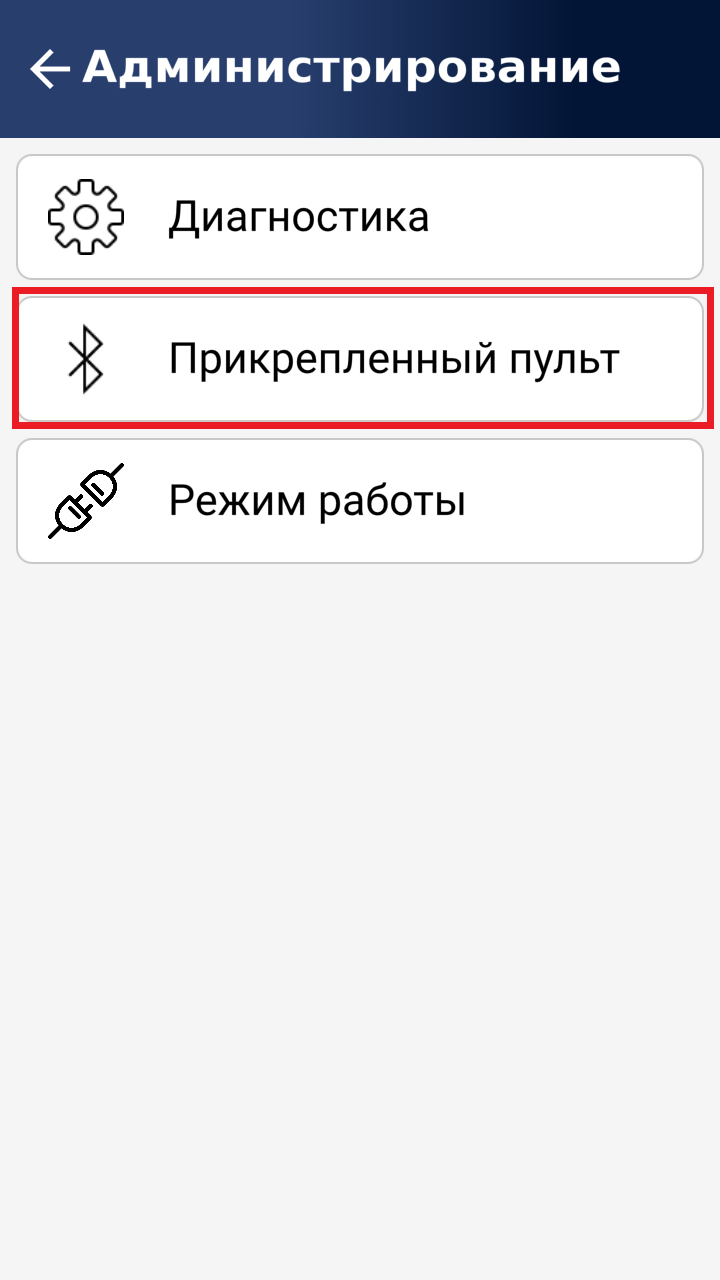 Администрирование
Диагностика
Прикрепленный пульт
Режим работы